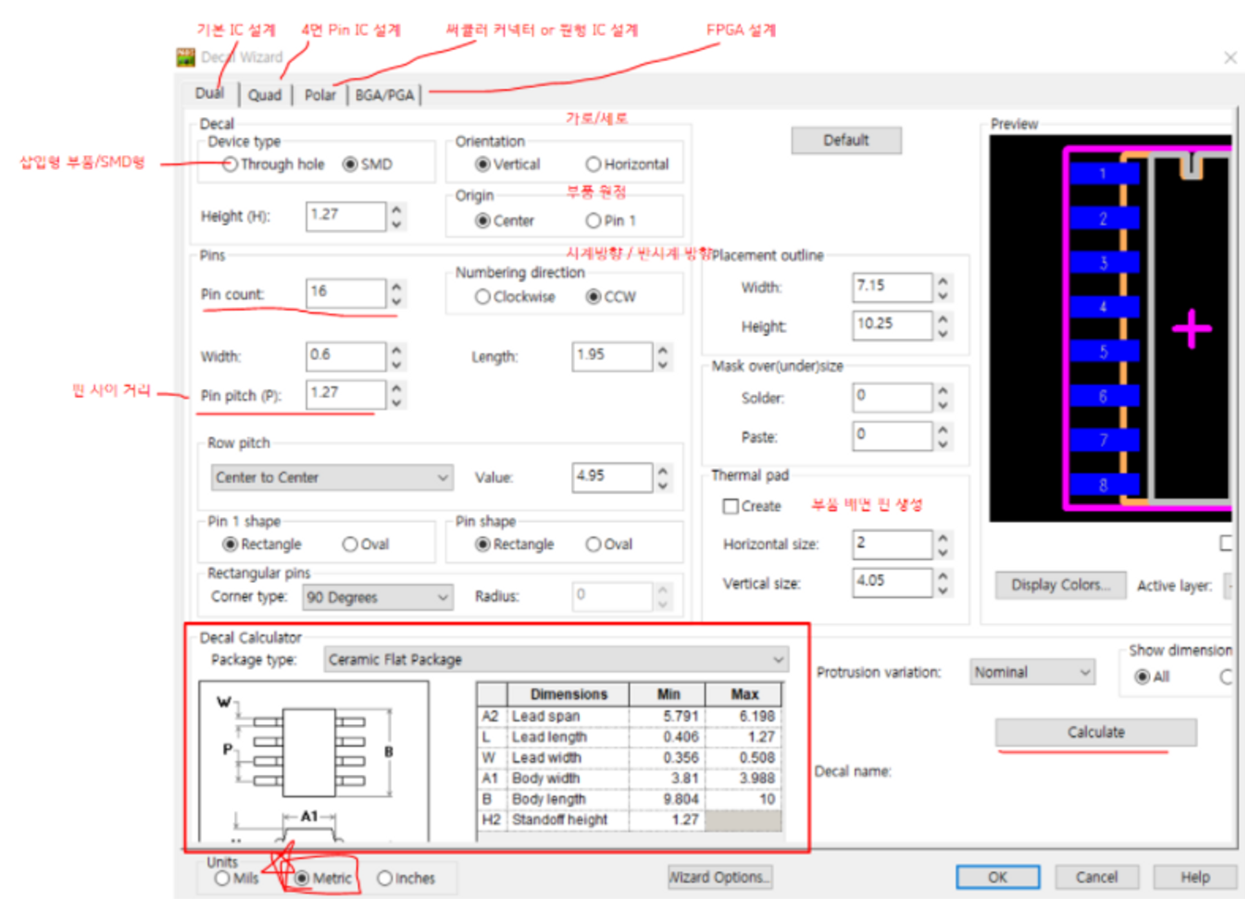 기본 IC 설계 4면 Pin IC 설계 써클러 커넥터 or 원형 IC 설계 FPGA 설계
Decal Wizard
Dual Quad Polar BGA/PGA
Decal 가로/세로
Device type Orientation Default Preview
삽입형 부품/SMD형 Through hole SMD Vertical Horizontal
Origin 부품 원점
Height (H): 1.27 Center Pin 1
시계방향 / 반시계 방향
Pins Placement outline
Numbering direction
Pin count: 16 Clockwise CCW Width: 7.15
Height: 10.25
Width: 0.6 Length: 1.95
Mask over(under)size
핀 사이 거리 Pin pitch (P): 1.27 Solder: 0
Paste: 0
Row pitch
Center to Center Value: 4.95 Thermal pad
Create 부품 배면 핀 생성
Pin 1 shape Pin shape
Rectangle Oval Rectangle Oval Horizontal size: 2
Rectangular pins
Corner type: 90 Degrees Radius: 0 Vertical size: 4.05
1
2
3
4
5
6
7
8
Display Colors... Active layer: -
Decal Calculator
Package type: Ceramic Flat Package
Protrusion variation: Nominal
Show dimension
All
W
P
B
A1
Dimensions Min Max
A2 Lead span 5.791 6.198
L Lead length 0.406 1.27
W Lead width 0.356 0.508
A1 Body width 3.81 3.988
B Body length 9.804 10
H2 Standoff height 1.27
Calculate
Decal name:
Units
Mils Metric Inches
Wizard Options... OK Cancel Help